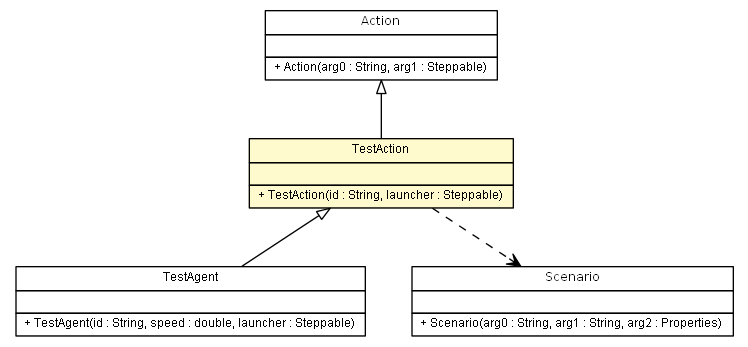 Action
+ Action(arg0 : String, arg1 : Steppable)
TestAction
+ TestAction(id : String, launcher : Steppable)
TestAgent
+ TestAgent(id : String, speed : double, launcher : Steppable)
Scenario
+ Scenario(arg0 : String, arg1 : String, arg2 : Properties)